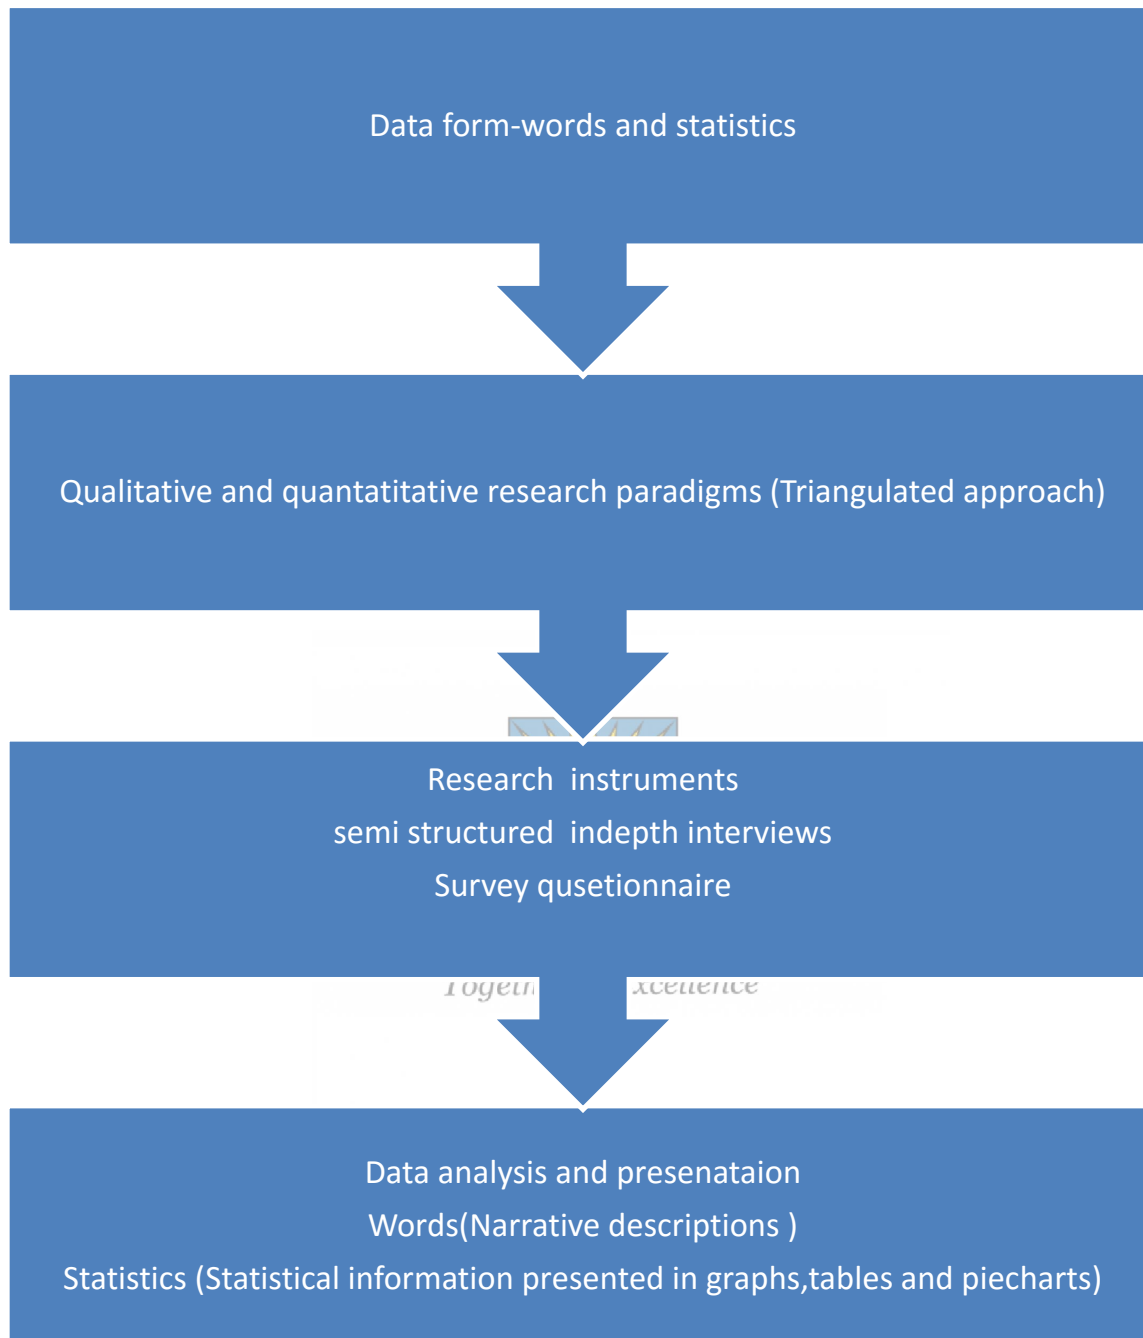 Data form-words and statistics
Qualitative and quantatitative research paradigms (Triangulated approach)
Research  instruments
semi structured  indepth interviews
Survey qusetionnaire
Data analysis and presenataion
Words(Narrative descriptions )
Statistics (Statistical information presented in graphs,tables and piecharts)